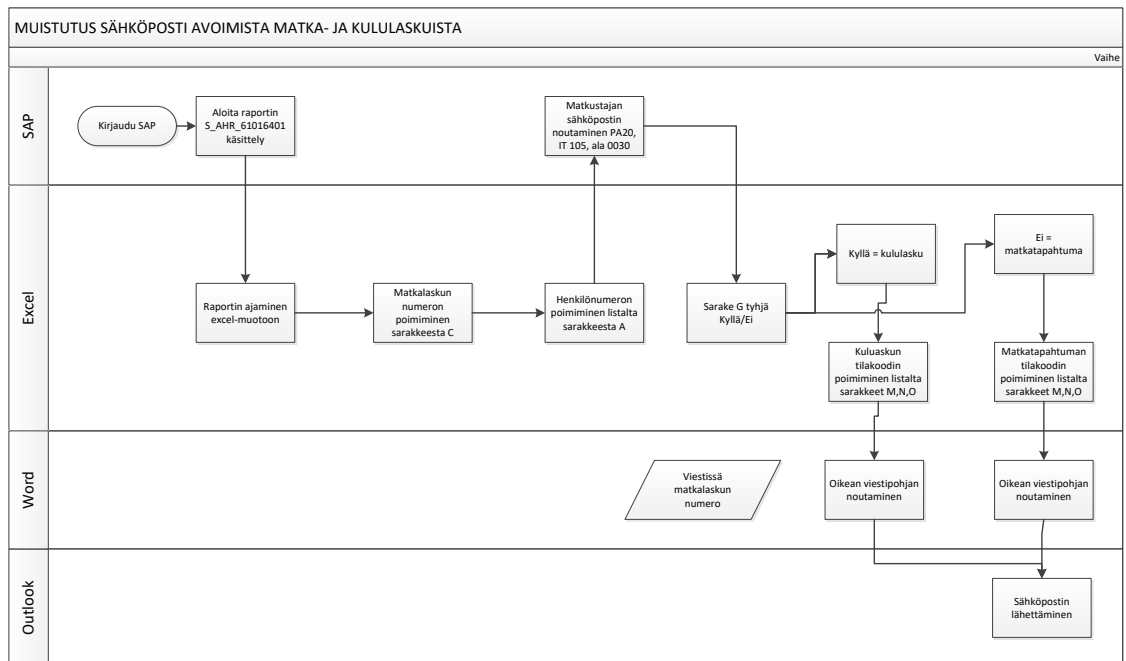 MUISTUTUS SÄHKÖPOSTI AVOIMISTA MATKA- JA KULULASKUISTA
Vaihe
SAP
Kirjaudu SAP
Aloita raportin
S_AHR_61016401
käsittely
Matkustajan
sähköpostin
noutaminen PA20,
IT 105, ala 0030
Excel
Raportin ajaminen
excel-muotoon
Matkalaskun
numeron
poimiminen
sarakkeesta C
Henkilönumeron
poimiminen listalta
sarakkeesta A
Sarake G tyhjä
Kyllä/Ei
Kyllä = kululasku
Ei =
matkatapahtuma
Kuluaskun
tilakoodin
poimiminen listalta
sarakkeet M,N,O
Matkatapahtuman
tilakoodin
poimiminen listalta
sarakkeet M,N,O
Word
Viestissä
matkalaskun
numero
Oikean viestipohjan
noutaminen
Oikean viestipohjan
noutaminen
Outlook
Sähköpostin
lähettäminen